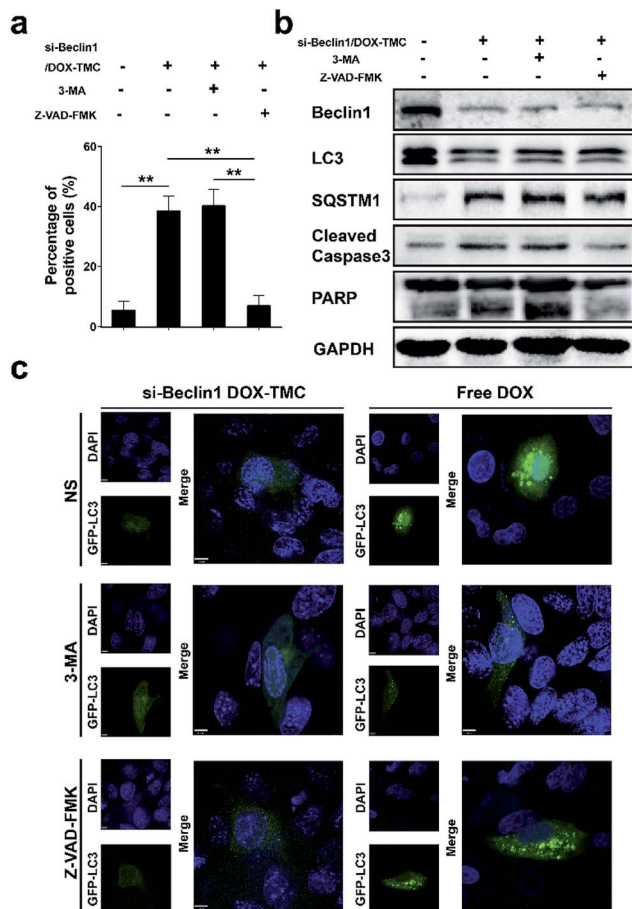 a
si-Beclin1
/DOX-TMC - + + +
3-MA - - + -
Z-VAD-FMK - - - +
Percentage of
positive cells (%)
60
40
20
0
**
**
**
b
si-Beclin1/DOX-TMC - + + +
3-MA - - + -
Z-VAD-FMK - - - +
Beclin1
LC3
SQSTM1
Cleaved
Caspase3
PARP
GAPDH
c
si-Beclin1 DOX-TMC
Free DOX
NS
DAPI
GFP-LC3
Merge
DAPI
GFP-LC3
Merge
3-MA
DAPI
GFP-LC3
Merge
DAPI
GFP-LC3
Merge
Z-VAD-FMK
DAPI
GFP-LC3
Merge
DAPI
GFP-LC3
Merge